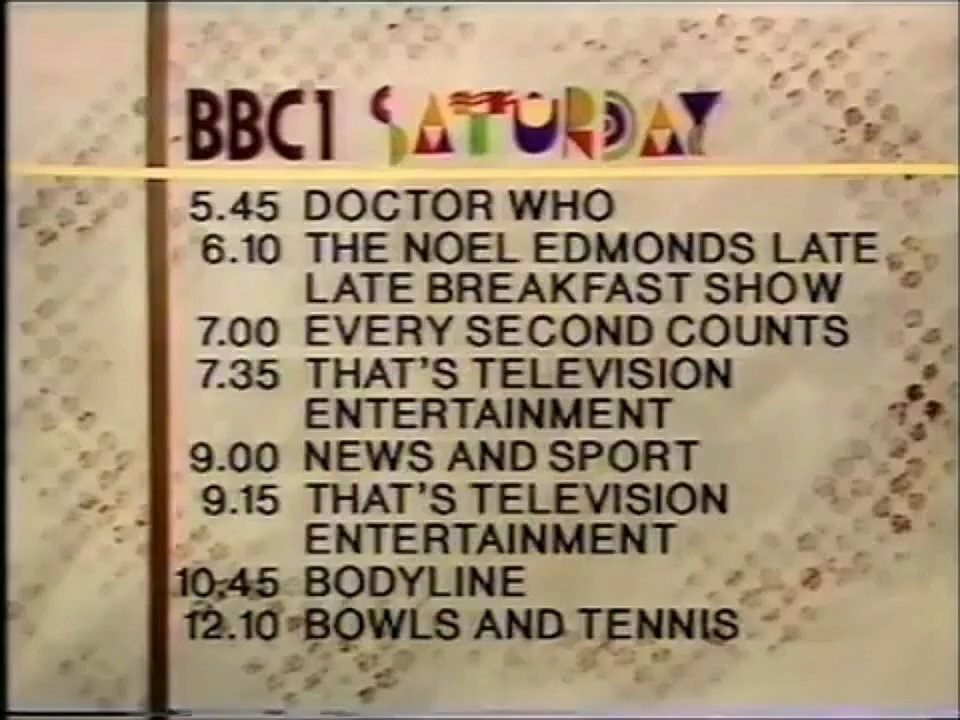 BBC1 SATURDAY
5.45 DOCTOR WHO
6.10 THE NOEL EDMONDS LATE
LATE BREAKFAST SHOW
7.00 EVERY SECOND COUNTS
7.35 THAT'S TELEVISION
ENTERTAINMENT
9.00 NEWS AND SPORT
9.15 THAT'S TELEVISION
ENTERTAINMENT
10.45 BODYLINE
12.10 BOWLS AND TENNIS